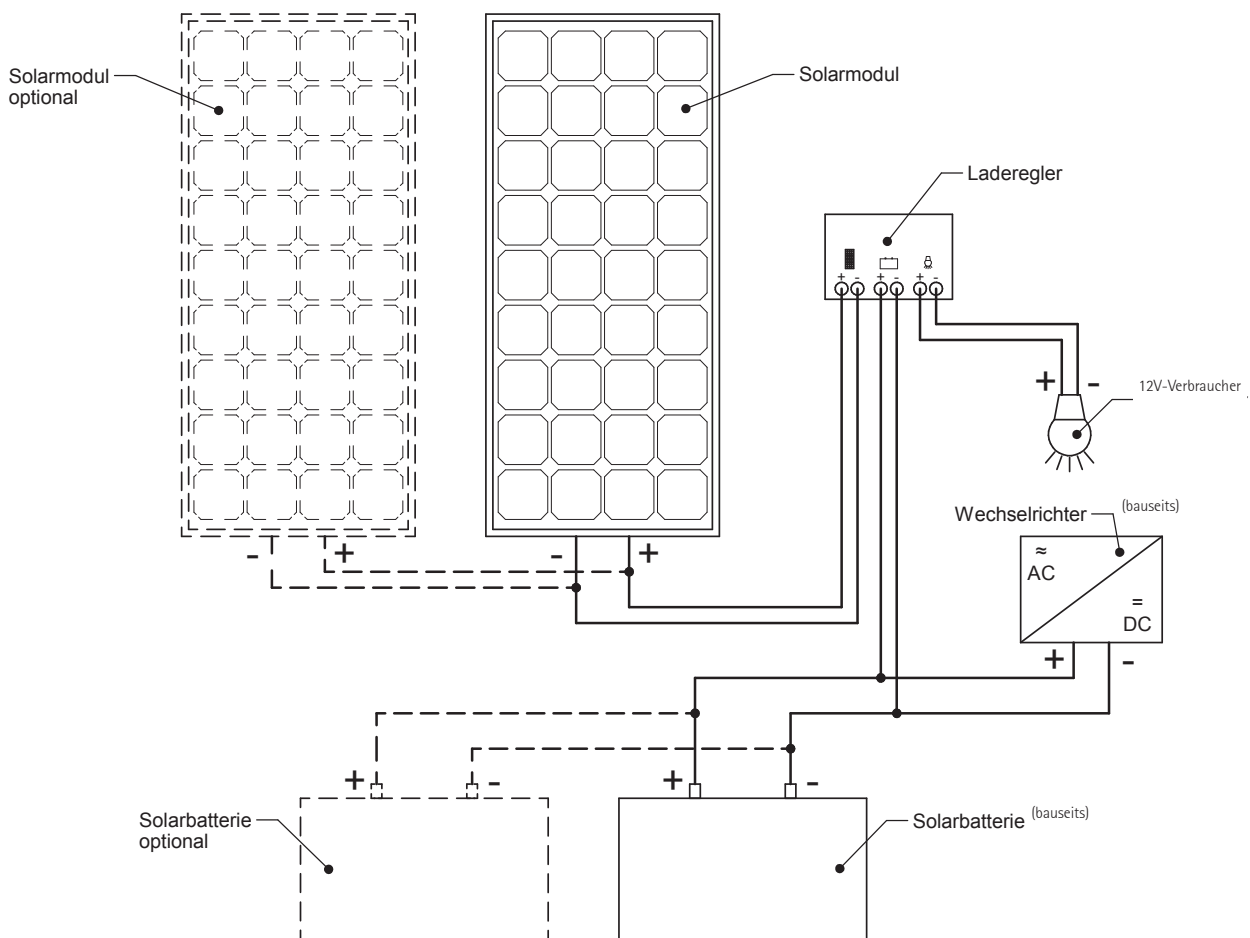 Solarmodul
optional
Solarmodul
Laderegler
+ - + - + -
+ -
12V-Verbraucher
Wechselrichter (bauseits)
≈
AC
=
DC
- +
- +
+ -
+ -
+ -
Solarbatterie
optional
Solarbatterie (bauseits)